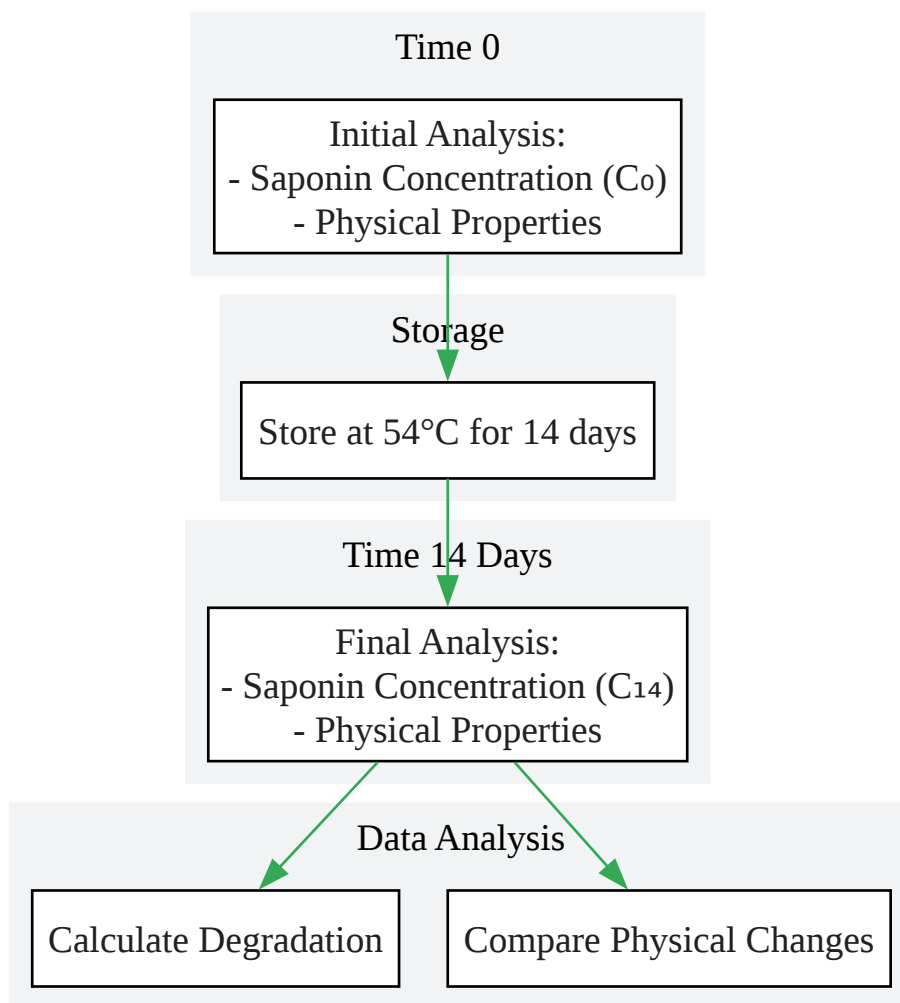 Time 0
Initial Analysis:
- Saponin Concentration (C₀)
- Physical Properties
Storage
Store at 54°C for 14 days
Time 14 Days
Final Analysis:
- Saponin Concentration (C₁₄)
- Physical Properties
Data Analysis
Calculate Degradation
Compare Physical Changes